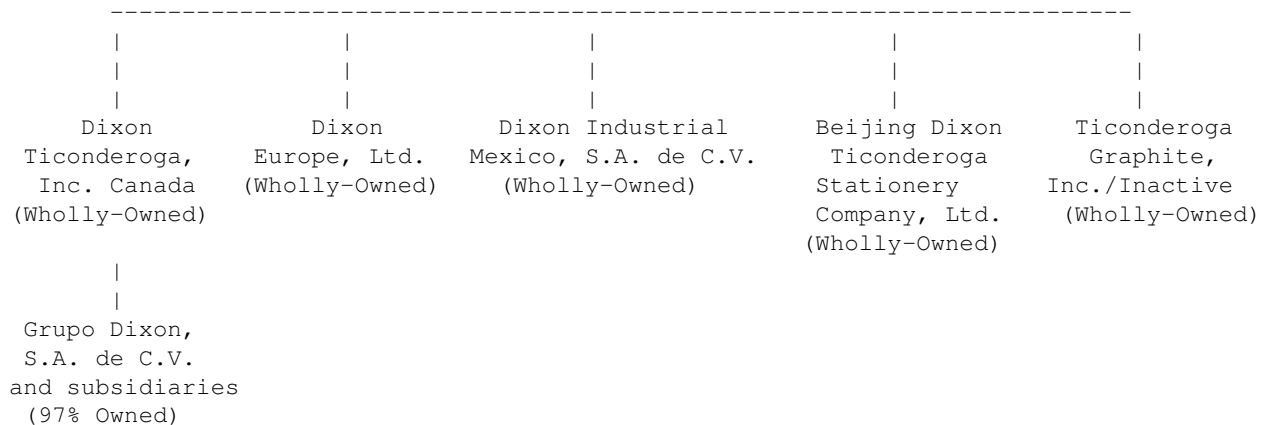 -----------------------------------------------------------------------
| | | | |
| | | | |
| | | | |
Dixon Dixon Dixon Industrial Beijing Dixon Ticonderoga
Ticonderoga, Europe, Ltd. Mexico, S.A. de C.V. Ticonderoga Graphite,
Inc. Canada (Wholly-Owned) (Wholly-Owned) Stationery Inc./Inactive
(Wholly-Owned) Company, Ltd. (Wholly-Owned)
(Wholly-Owned)
|
|
Grupo Dixon,
S.A. de C.V.
and subsidiaries
(97% Owned)